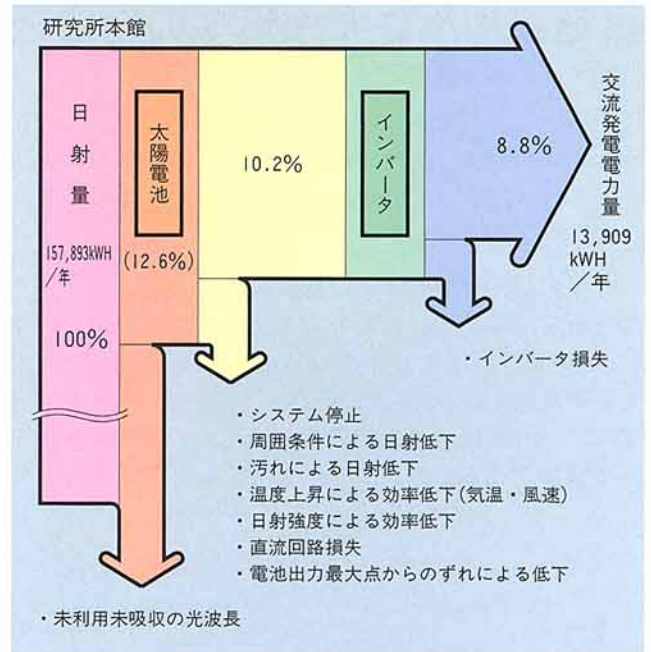 研究所本館
日射量
157,893kWH
/年
100%
太陽電池
(12.6%)
10.2%
インバータ
8.8%
交流発電電力量
13,909
kWH
/年
・インバータ損失
・システム停止
・周囲条件による日射低下
・汚れによる日射低下
・温度上昇による効率低下(気温・風速)
・日射強度による効率低下
・直流回路損失
・電池出力最大点からのずれによる低下
・未利用未吸収の光波長